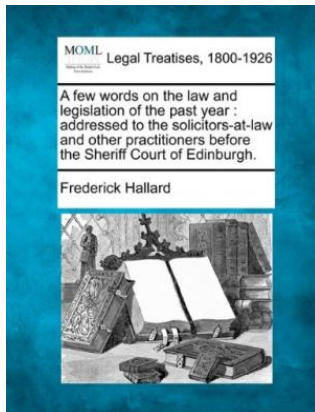 MOML
Legal Treatises, 1800-1926
A few words on the law and
legislation of the past year :
addressed to the solicitors-at-law
and other practitioners before
the Sheriff Court of Edinburgh.
Frederick Hallard